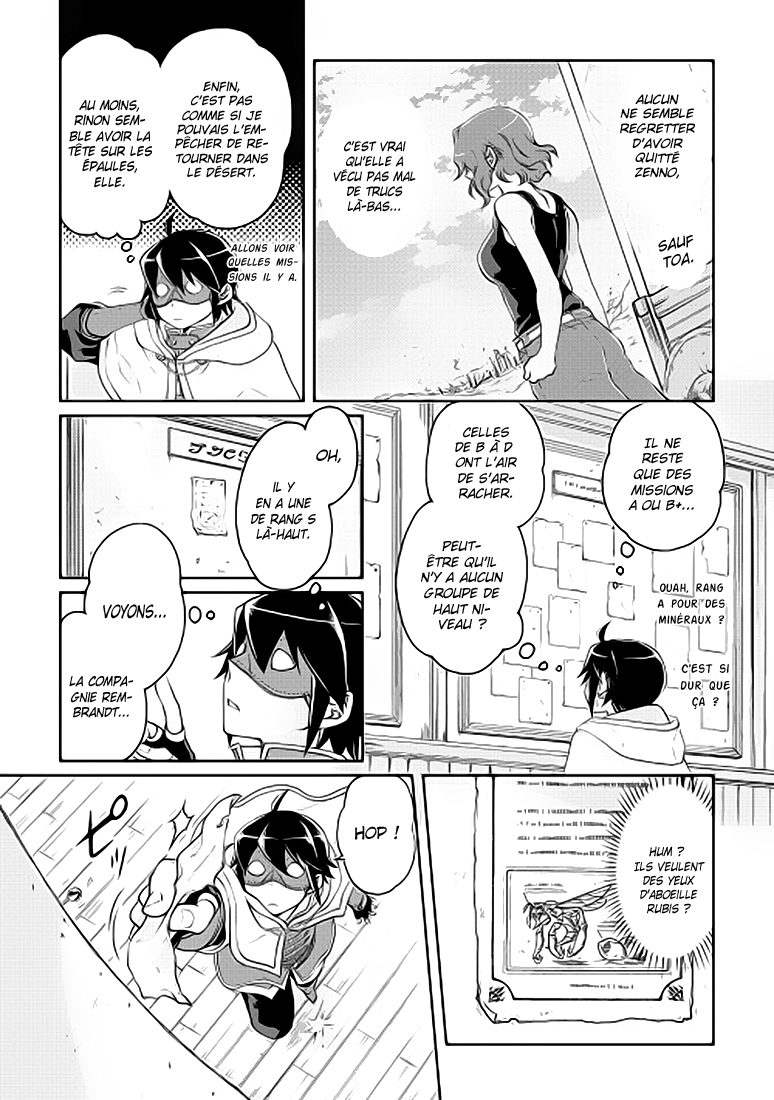 AUCUN
NE SEMBLE
REGRETTER
D'AVOIR
QUITTÉ
ZENNO,
SAUF
TOA.
C'EST VRAI
QU'ELLE A
VÉCU PAS MAL
DE TRUCS
LÀ-BAS...
ENFIN,
C'EST PAS
COMME SI JE
POUVAIS L'EM-
PÊCHER DE RE-
TOURNER DANS
LE DÉSERT.
AU MOINS,
RINON SEM-
BLE AVOIR LA
TÊTE SUR LES
ÉPAULES,
ELLE.
ALLONS VOIR
QUELLES MIS-
SIONS IL Y A.
IL NE
RESTE
QUE DES
MISSIONS
A OU B+...
CELLES
DE B À D
ONT L'AIR
DE S'AR-
RACHER.
PEUT-
ÊTRE QU'IL
N'Y A AUCUN
GROUPE DE
HAUT NI-
VEAU ?
OUAH, RANG
A POUR DES
MINÉRAUX ?
C'EST SI
DUR QUE
ÇA ?
OH,
IL Y
EN A UNE
DE RANG S
LÀ-HAUT.
VOYONS...
LA COMPA-
GNIE REM-
BRANDT...
HUM ?
ILS VEULENT
DES YEUX
D'ABEILLE
RUBIS ?
HOP !